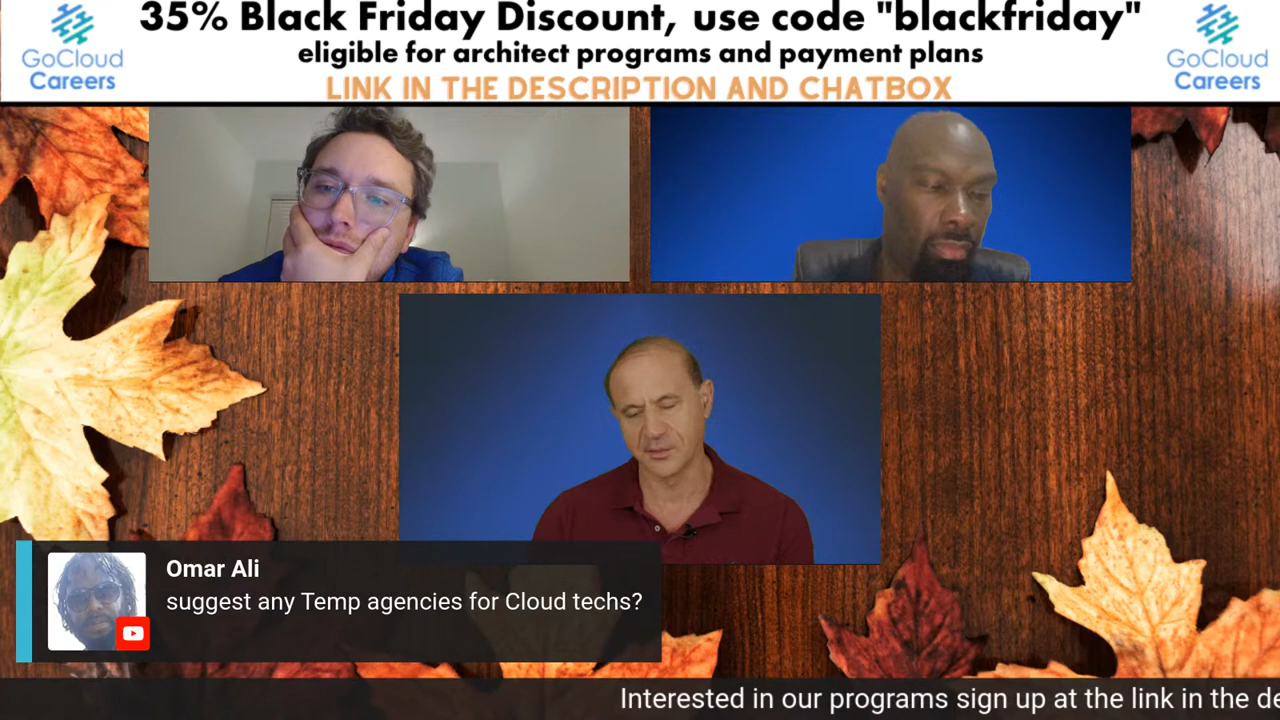 35% Black Friday Discount, use code "blackfriday"
eligible for architect programs and payment plans
LINK IN THE DESCRIPTION AND CHATBOX
GoCloud
Careers
GoCloud
Careers
Omar Ali
suggest any Temp agencies for Cloud techs?
Interested in our programs sign up at the link in the de